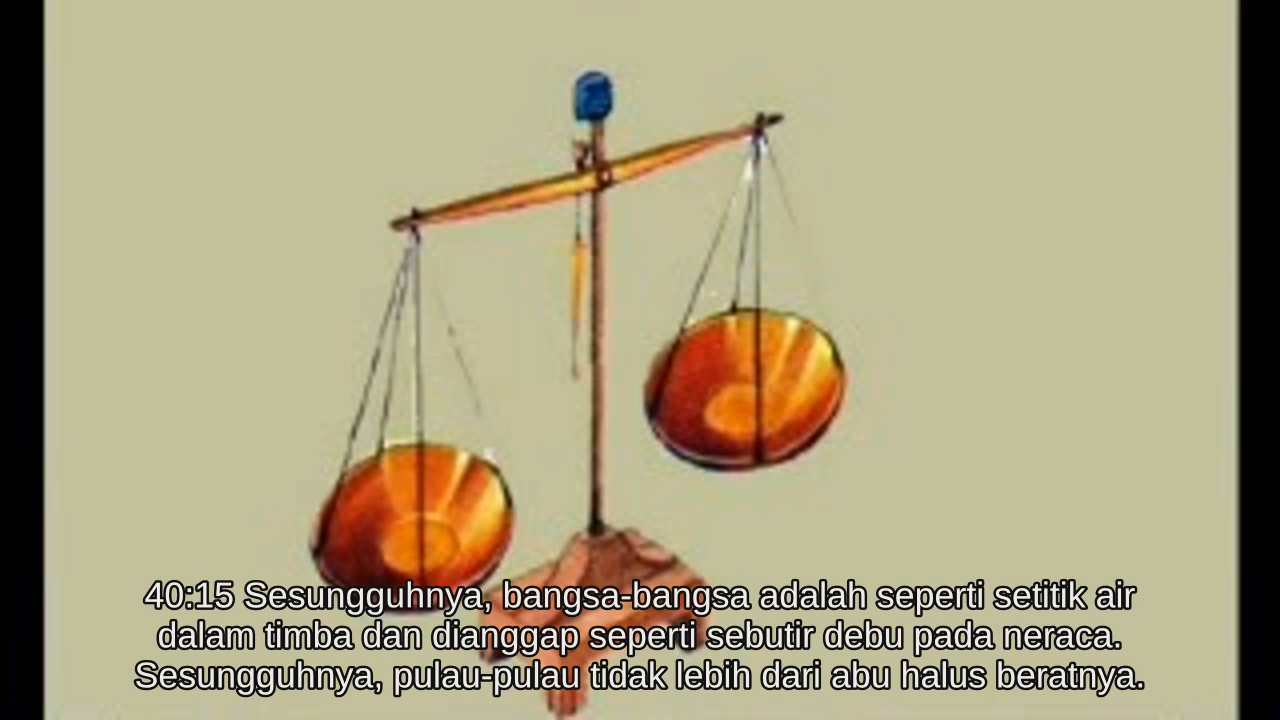 40:15 Sesungguhnya, bangsa-bangsa adalah seperti setitik air
dalam timba dan dianggap seperti sebutir debu pada neraca.
Sesungguhnya, pulau-pulau tidak lebih dari abu halus beratnya.